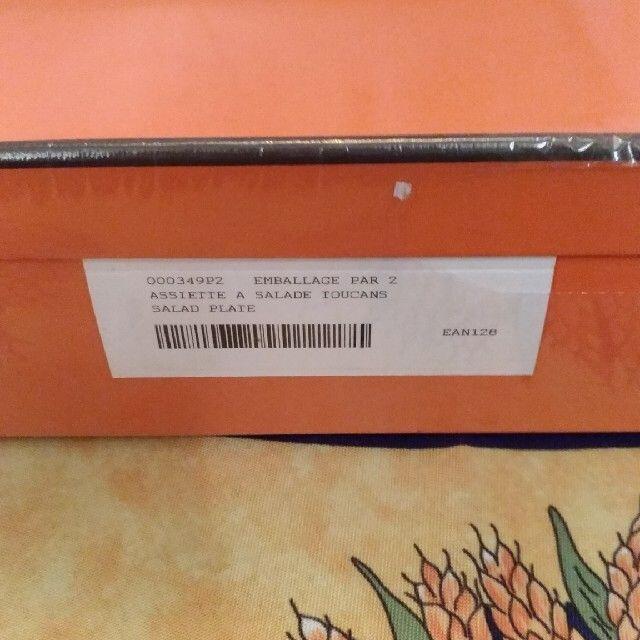 000349P2 EMBALLAGE PAR 2
ASSIETTE A SALADE TOUCANS
SALAD PLATE
EAN128